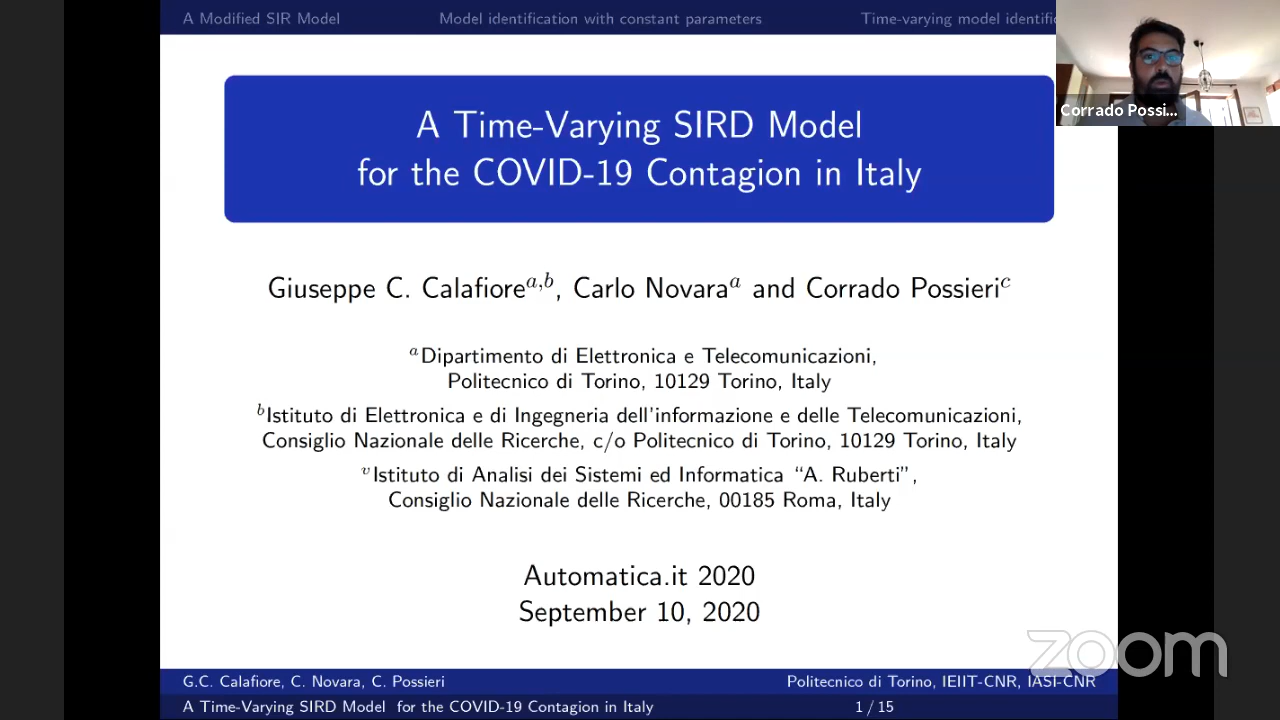 A Modified SIR Model Model identification with constant parameters Time-varying model identific
Corrado Possi...
A Time-Varying SIRD Model
for the COVID-19 Contagion in Italy
Giuseppe C. Calafiore^{a,b}, Carlo Novara^{a} and Corrado Possieri^{c}
^{a}Dipartimento di Elettronica e Telecomunicazioni,
Politecnico di Torino, 10129 Torino, Italy
^{b}Istituto di Elettronica e di Ingegneria dell'informazione e delle Telecomunicazioni,
Consiglio Nazionale delle Ricerche, c/o Politecnico di Torino, 10129 Torino, Italy
^{v}Istituto di Analisi dei Sistemi ed Informatica “A. Ruberti”,
Consiglio Nazionale delle Ricerche, 00185 Roma, Italy
Automatica.it 2020
September 10, 2020
zoom
G.C. Calafiore, C. Novara, C. Possieri Politecnico di Torino, IEIIT-CNR, IASI-CNR
A Time-Varying SIRD Model for the COVID-19 Contagion in Italy 1 / 15